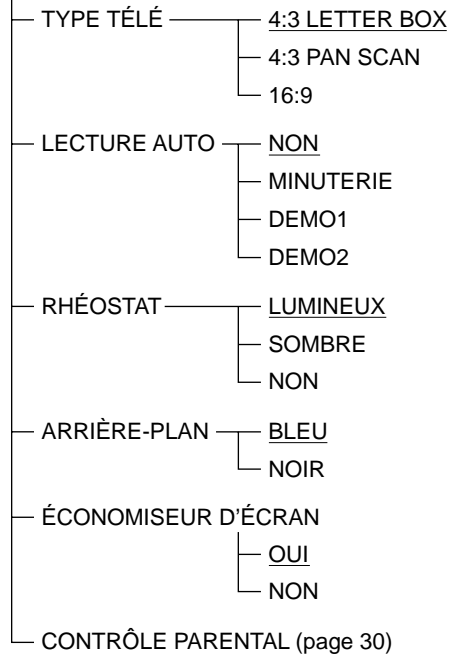 TYPE TÉLÉ 4:3 LETTER BOX
4:3 PAN SCAN
16:9
LECTURE AUTO NON
MINUTERIE
DEMO1
DEMO2
RHÉOSTAT LUMINEUX
SOMBRE
NON
ARRIÈRE-PLAN BLEU
NOIR
ÉCONOMISEUR D'ÉCRAN
OUI
NON
CONTRÔLE PARENTAL (page 30)